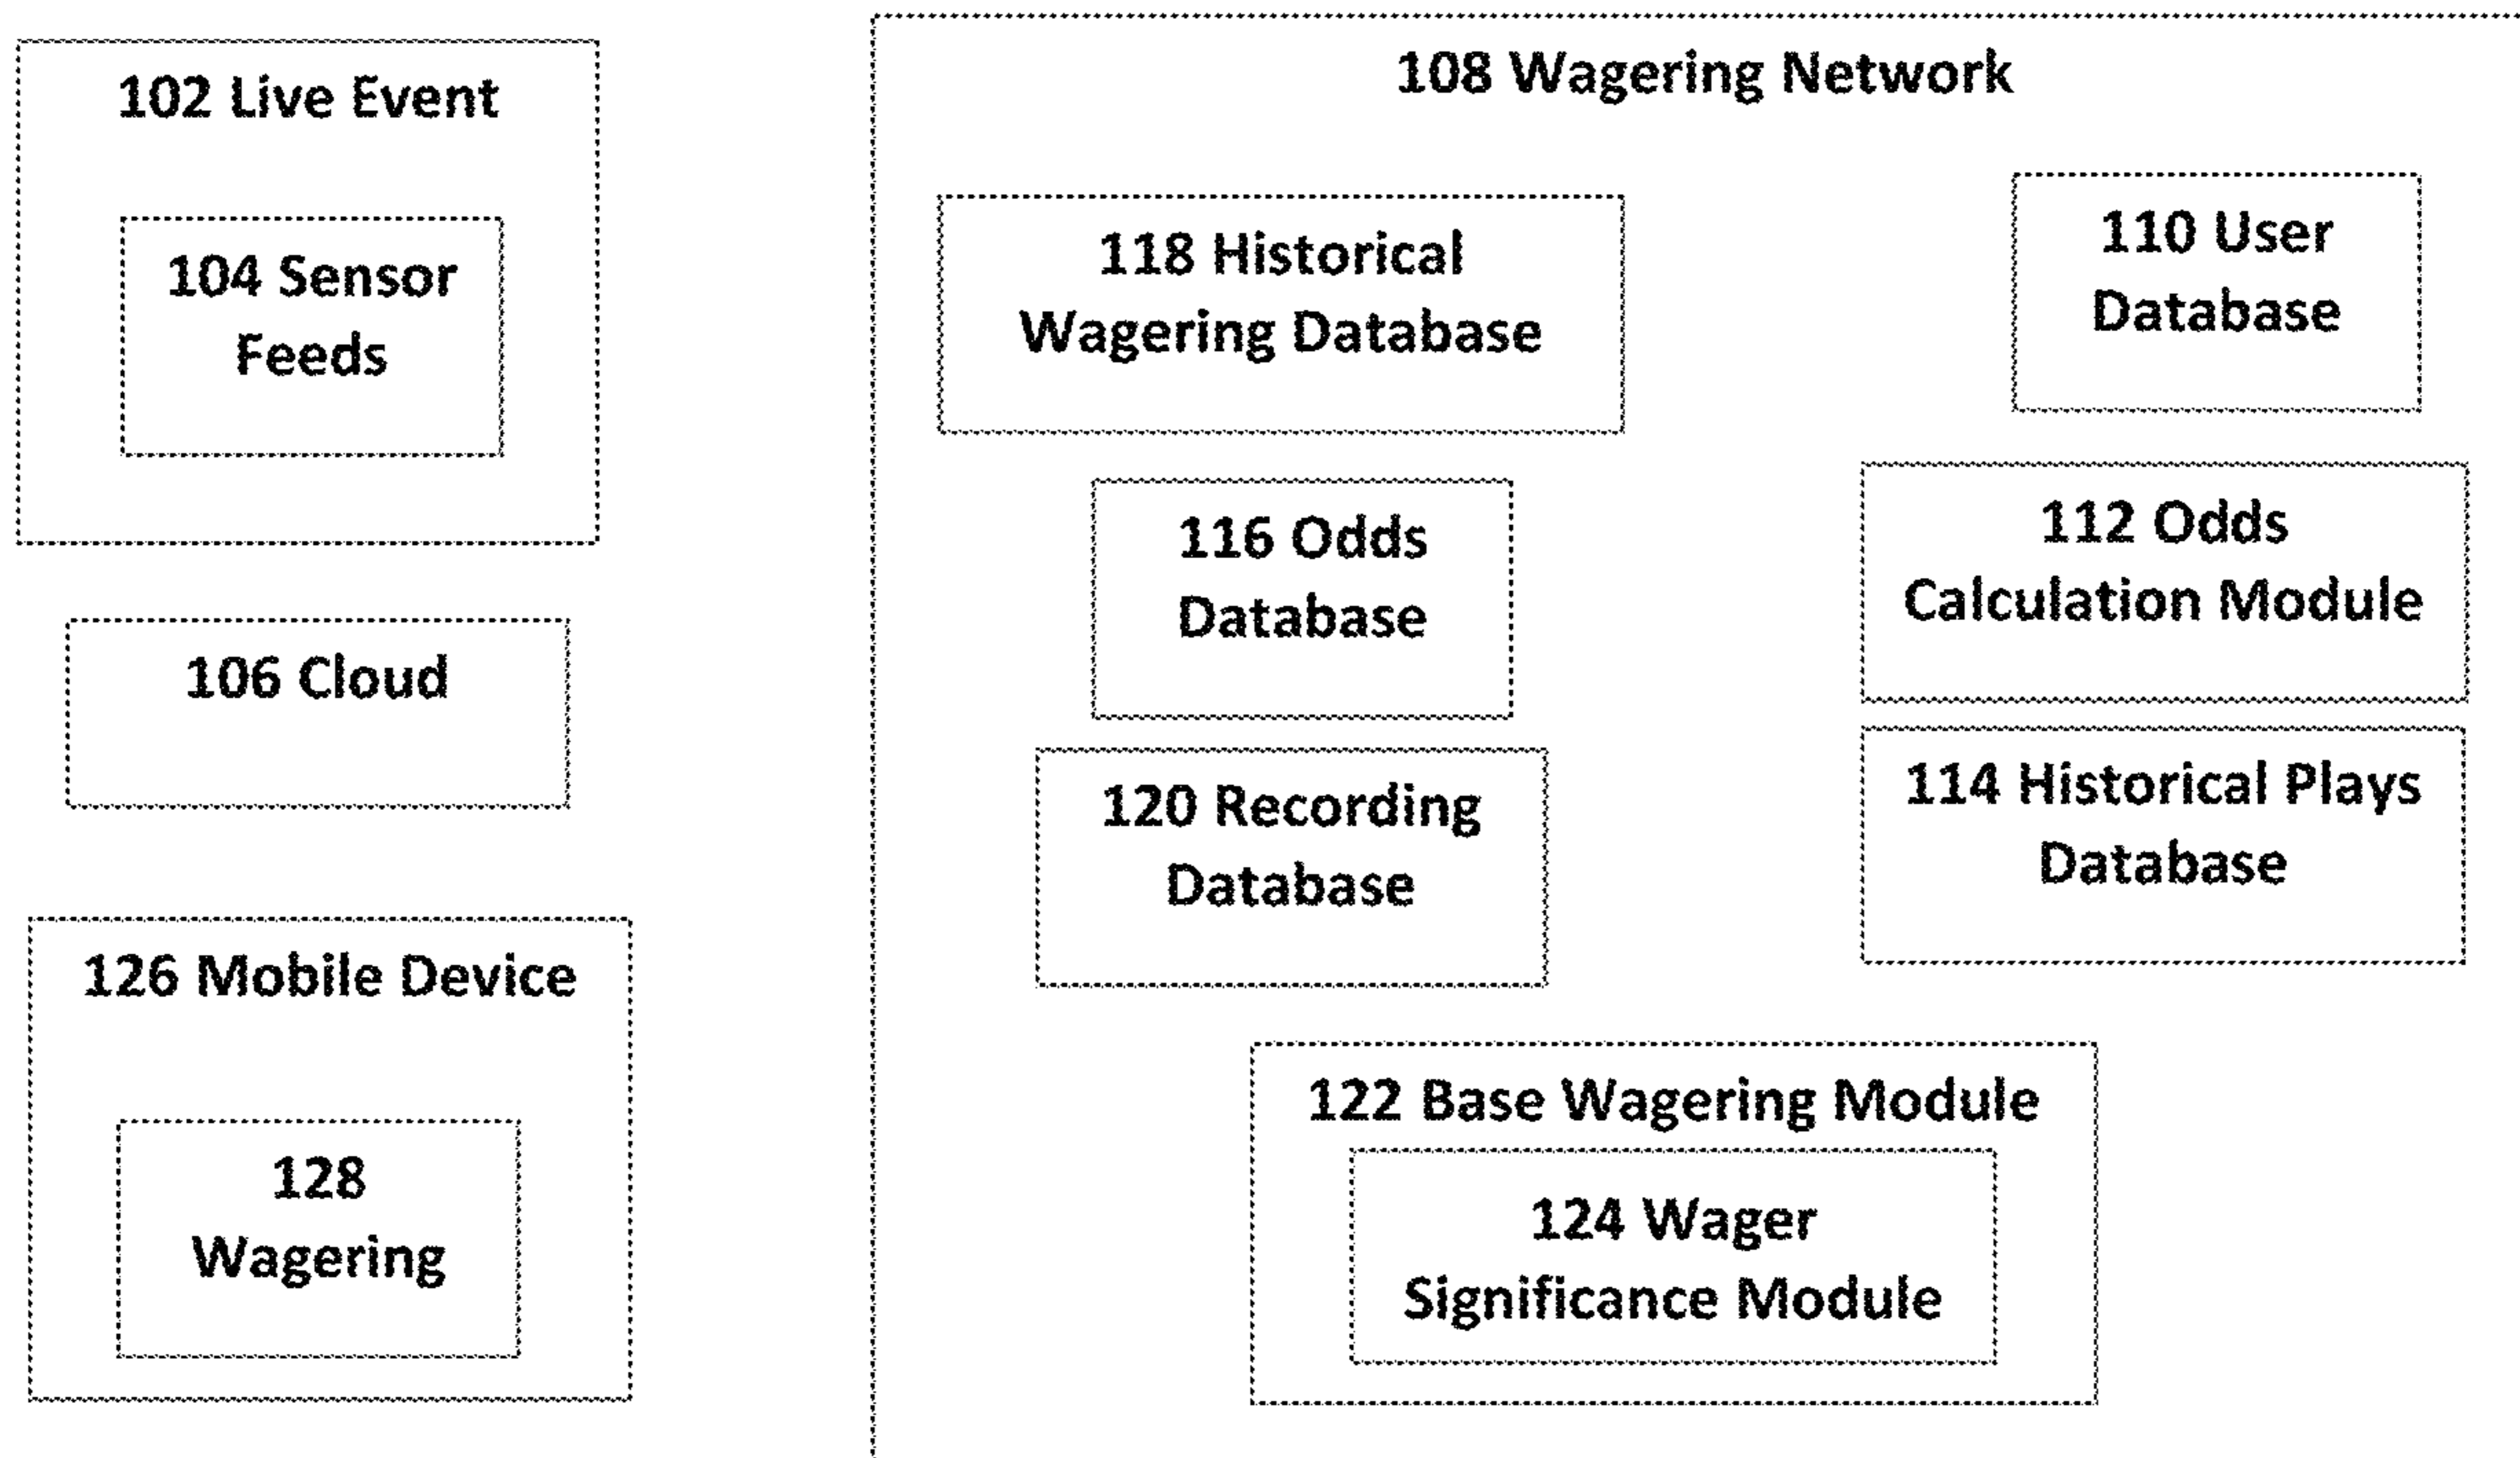 102 Live Event
104 Sensor
Feeds
106 Cloud
126 Mobile Device
128
Wagering
108 Wagering Network
118 Historical
Wagering Database
110 User
Database
116 Odds
Database
112 Odds
Calculation Module
120 Recording
Database
114 Historical Plays
Database
122 Base Wagering Module
124 Wager
Significance Module